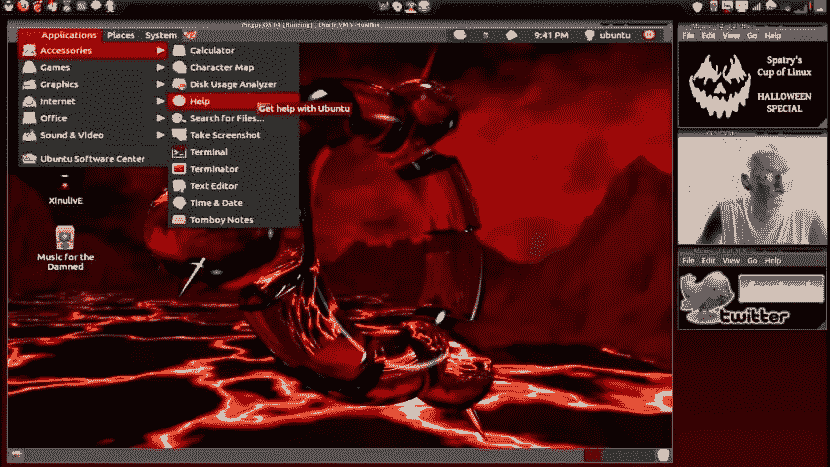 Applications Places System
9:41 PM ubuntu
Accessories
Games
Graphics
Internet
Office
Sound & Video
Ubuntu Software Center
Calculator
Character Map
Disk Usage Analyzer
Help
Get help with Ubuntu
Search for Files...
Take Screenshot
Terminal
Terminator
Text Editor
Time & Date
Tomboy Notes
XinulivE
Music for the
Damned
File Edit View Go Help
Spatry's
Cup of Linux
HALLOWEEN
SPECIAL
File Edit View Go Help
twitter